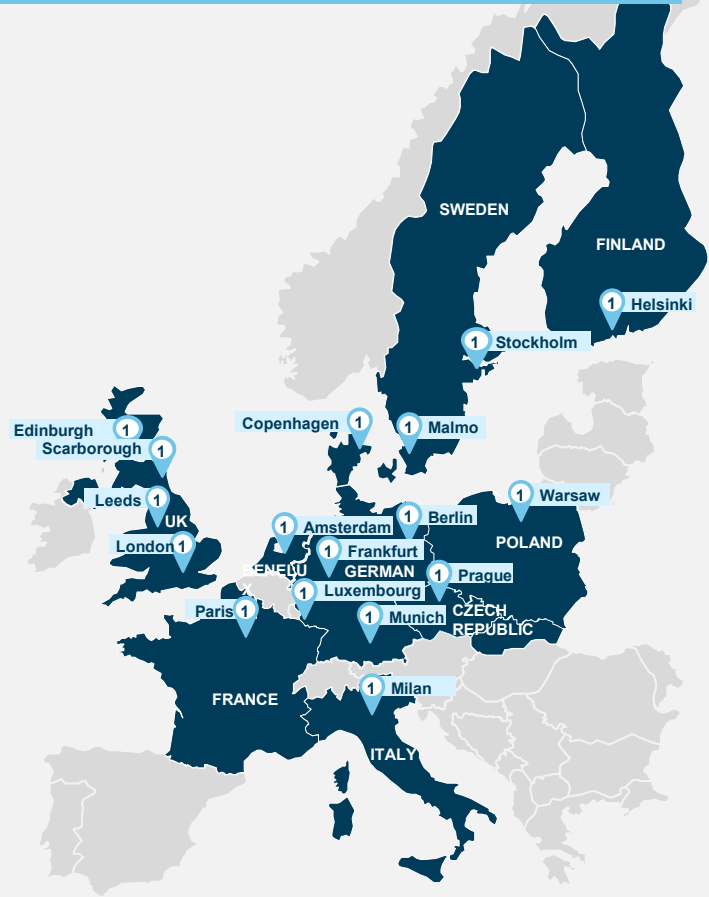 SWEDEN
FINLAND
1 Helsinki
1 Stockholm
Copenhagen 1
1 Malmo
Edinburgh 1
Scarborough 1
Leeds 1
UK
London 1
1 Warsaw
POLAND
1 Berlin
1 Amsterdam
1 Frankfurt
BENELU
X
GERMAN
1 Prague
1 Luxembourg
CZECH
REPUBLIC
Paris 1
1 Munich
FRANCE
1 Milan
ITALY